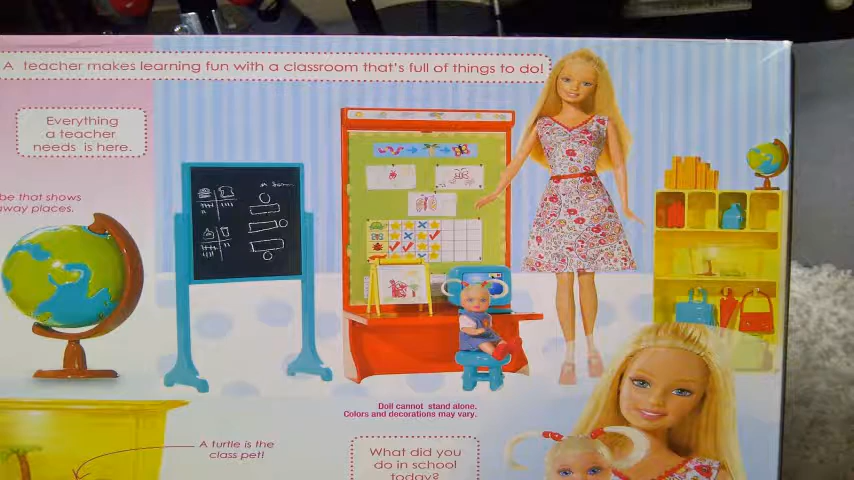 A teacher makes learning fun with a classroom that's full of things to do!
Everything
a teacher
needs is here.
be that shows
away places.
Doll cannot stand alone.
Colors and decorations may vary.
A turtle is the
class pet!
What did you
do in school
today?